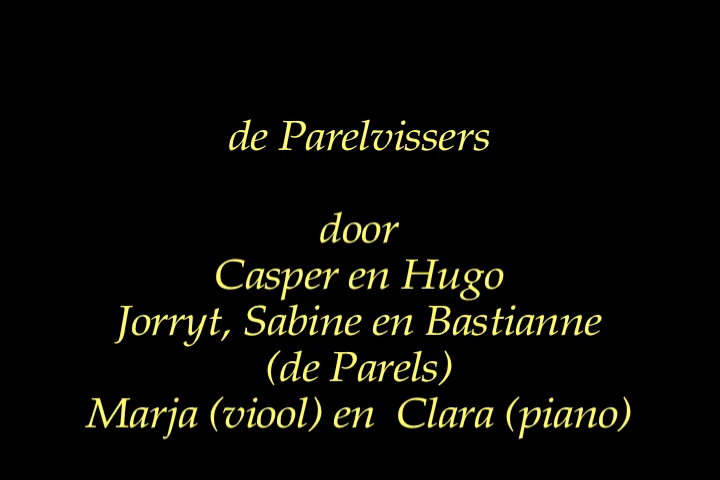 de Parelvissers
door
Casper en Hugo
Jorryt, Sabine en Bastianne
(de Parels)
Marja (viool) en Clara (piano)